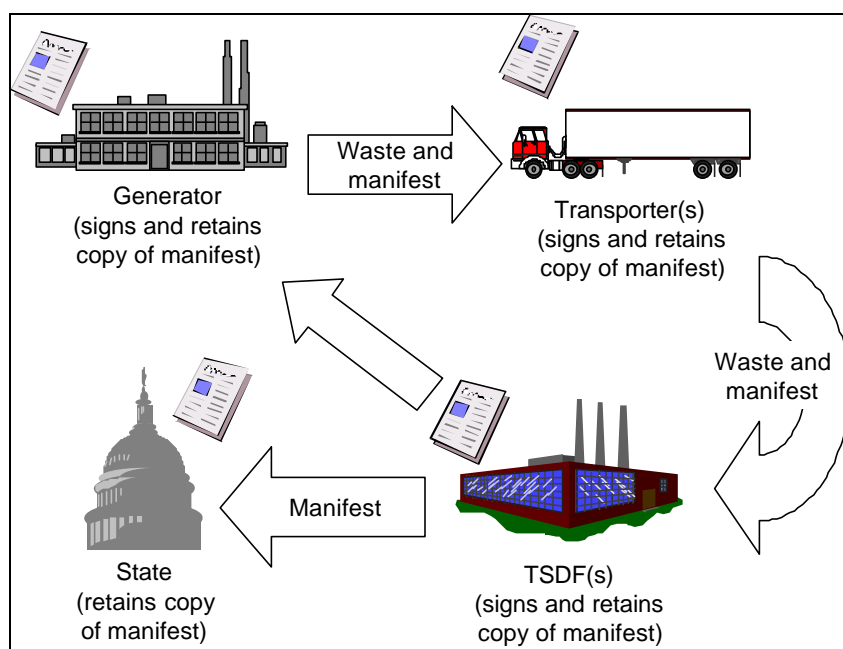 Waste and
manifest
Generator
(signs and retains
copy of manifest)
Transporter(s)
(signs and retains
copy of manifest)
Waste and
manifest
Manifest
State
(retains copy
of manifest)
TSDF(s)
(signs and retains
copy of manifest)